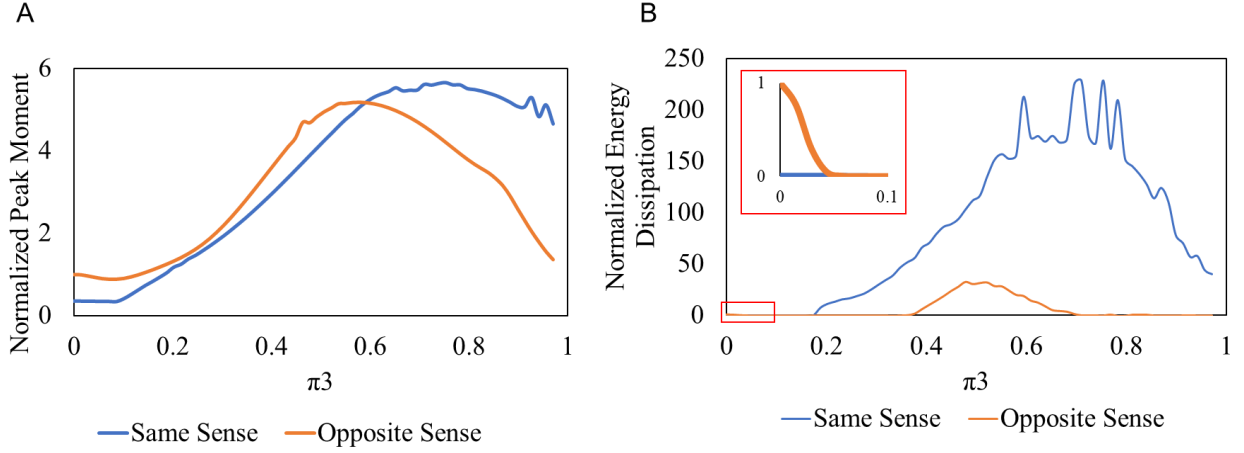 A
Normalized Peak Moment
6
4
2
0
0 0.2 0.4 0.6 0.8 1
π3
Same Sense Opposite Sense
B
Normalized Energy
Dissipation
250
200
150
100
50
0
1
0
0 0.1
0 0.2 0.4 0.6 0.8 1
π3
Same Sense Opposite Sense